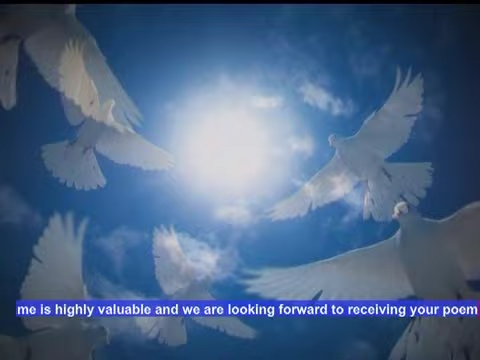 me is highly valuable and we are looking forward to receiving your poem